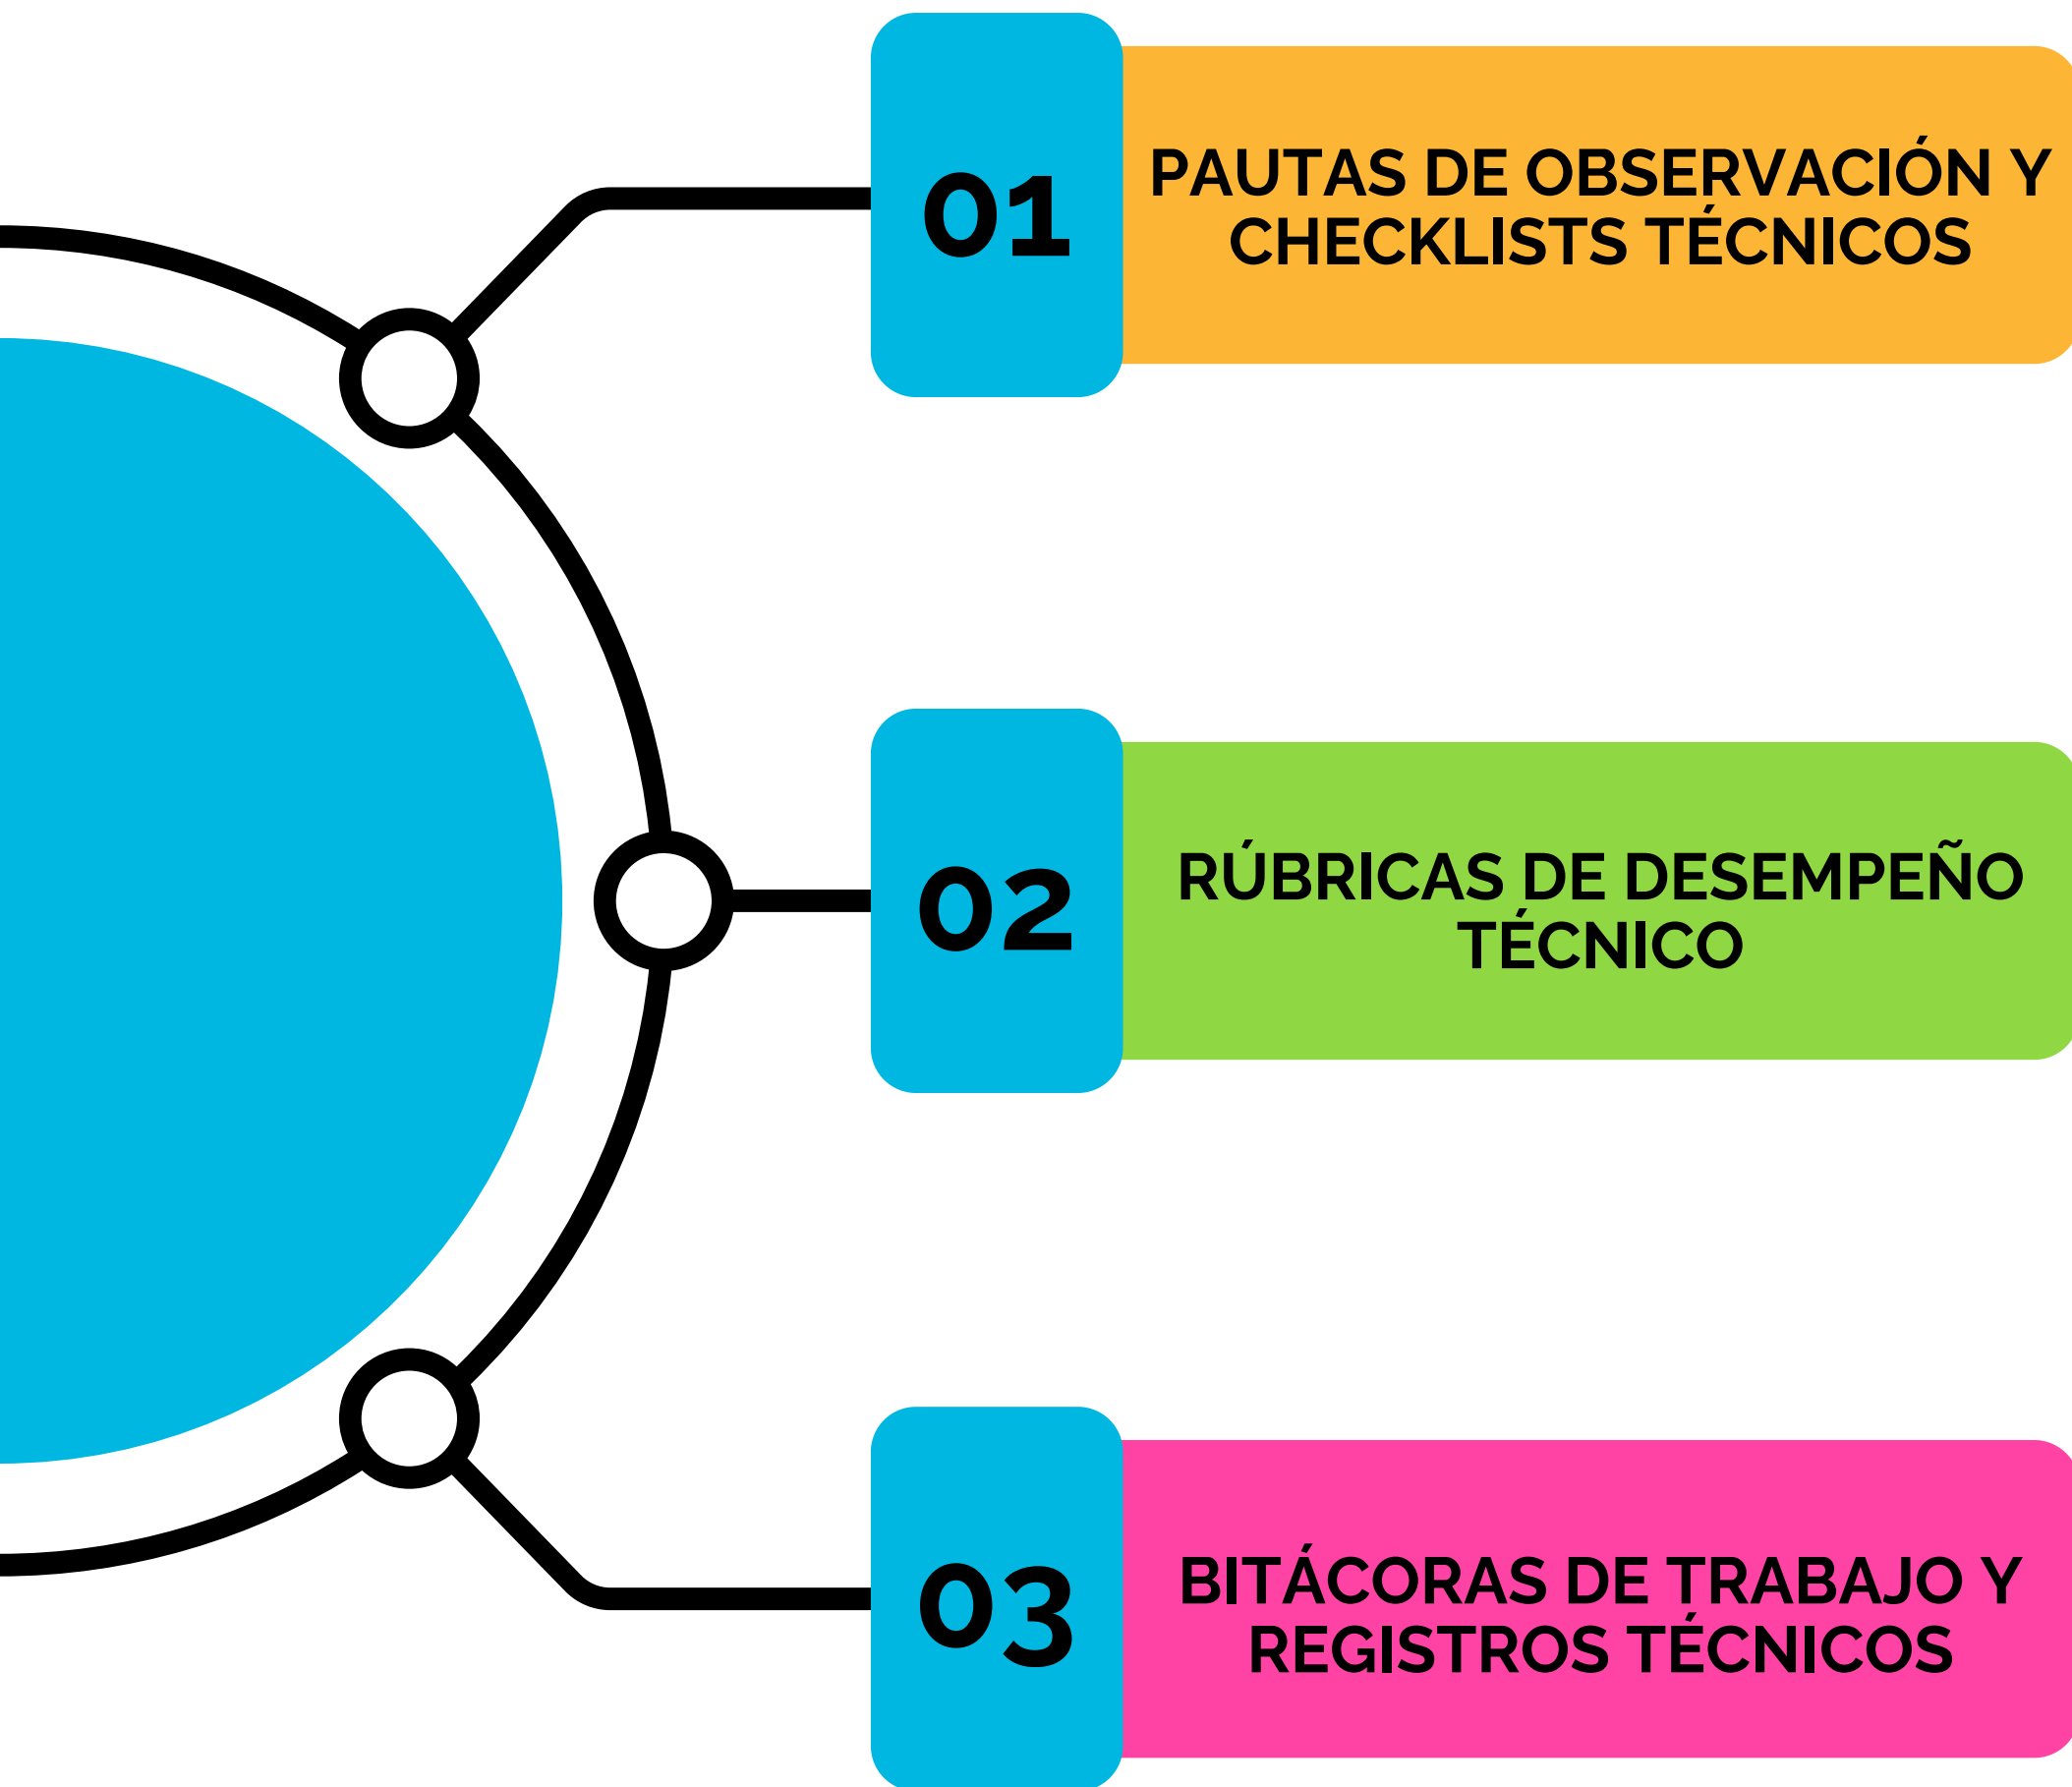 01
PAUTAS DE OBSERVACIÓN Y
CHECKLISTS TÉCNICOS
02
RÚBRICAS DE DESEMPEÑO
TÉCNICO
03
BITÁCORAS DE TRABAJO Y
REGISTROS TÉCNICOS